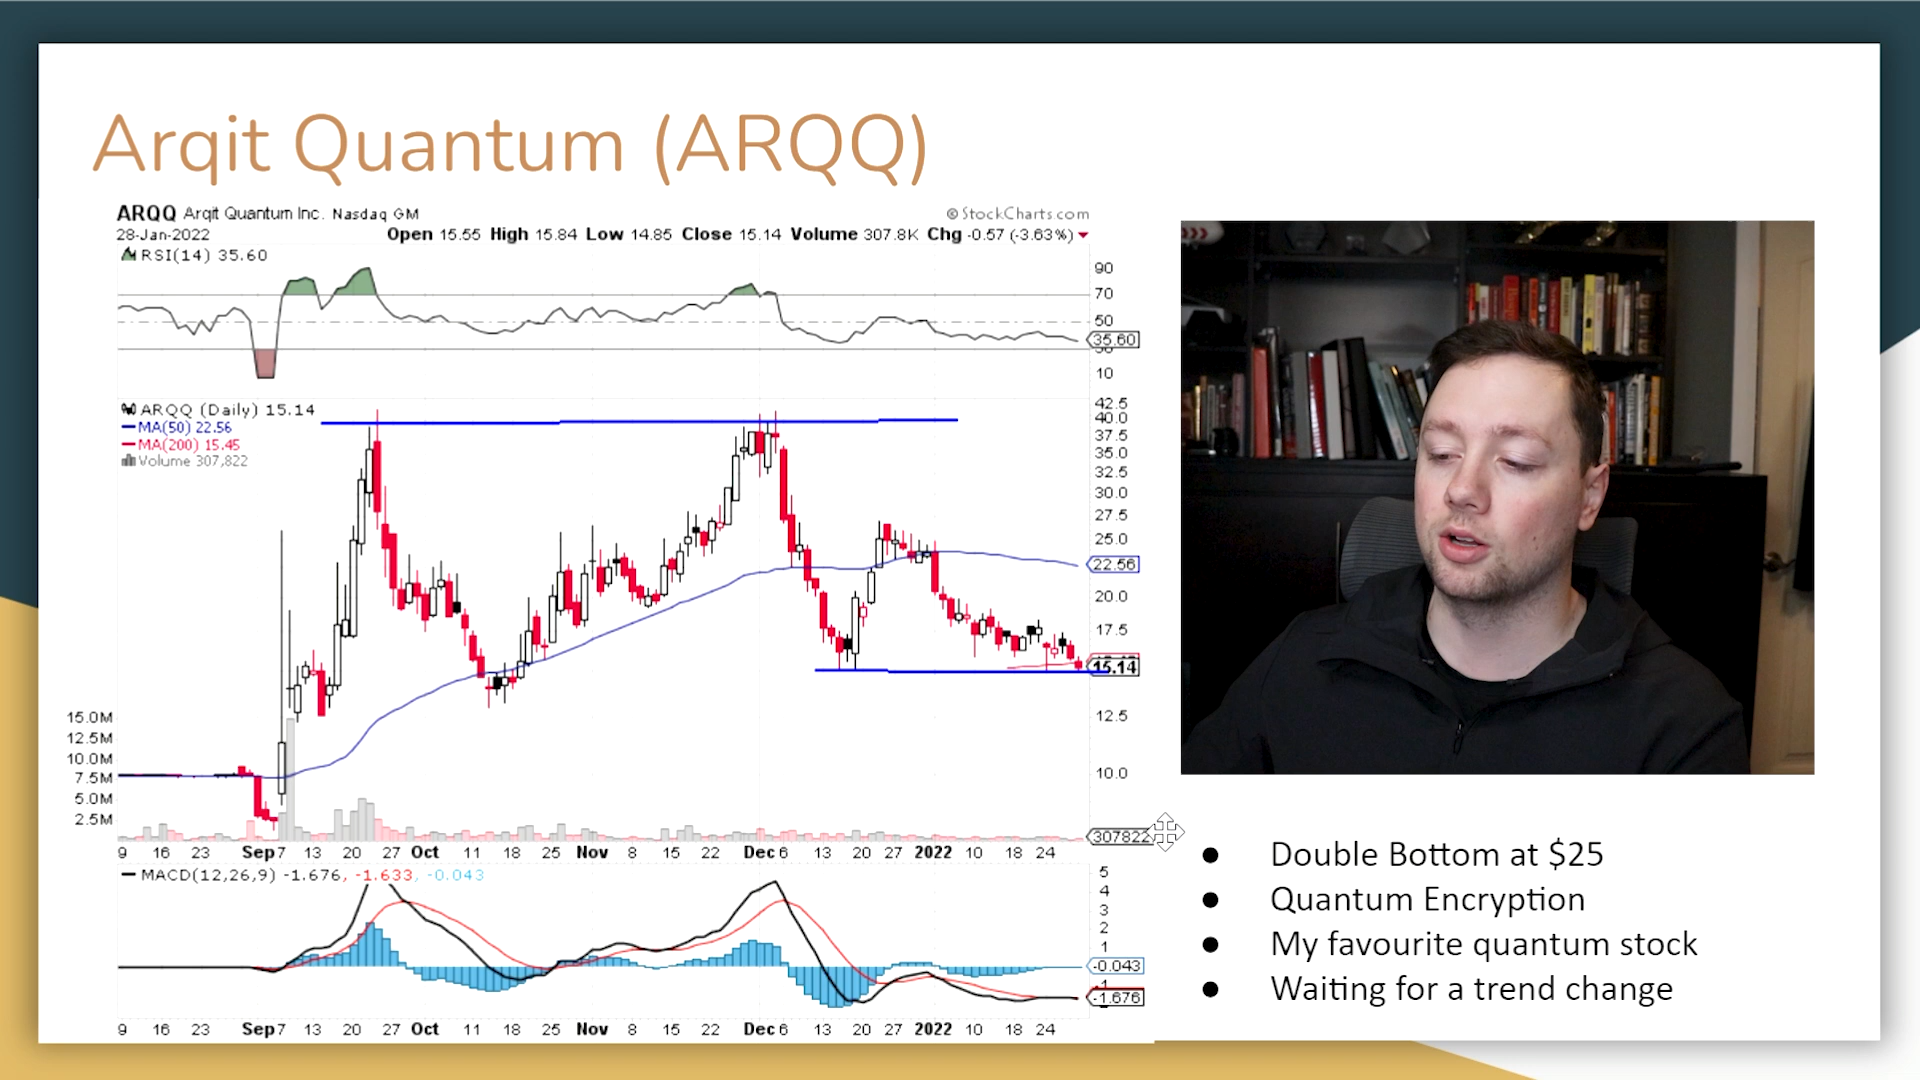 Arqit Quantum (ARQQ)
ARQQ Arqit Quantum Inc. Nasdaq GM
© StockCharts.com
28-Jan-2022
Open 15.55 High 15.84 Low 14.85 Close 15.14 Volume 307.8K Chg -0.57 (-3.63%)
RSI(14) 35.60
90
70
50
35.60
30
10
ARQQ (Daily) 15.14
MA(50) 22.56
MA(200) 15.45
Volume 307,822
42.5
40.0
37.5
35.0
32.5
30.0
27.5
25.0
22.56
20.0
17.5
15.14
12.5
10.0
15.0M
12.5M
10.0M
7.5M
5.0M
2.5M
307822
9 16 23 Sep 7 13 20 27 Oct 11 18 25 Nov 8 15 22 Dec 6 13 20 27 2022 10 18 24
MACD(12,26,9) -1.676, -1.633, -0.043
5
4
3
2
1
-0.043
-1.676
9 16 23 Sep 7 13 20 27 Oct 11 18 25 Nov 8 15 22 Dec 6 13 20 27 2022 10 18 24
● Double Bottom at $25
● Quantum Encryption
● My favourite quantum stock
● Waiting for a trend change